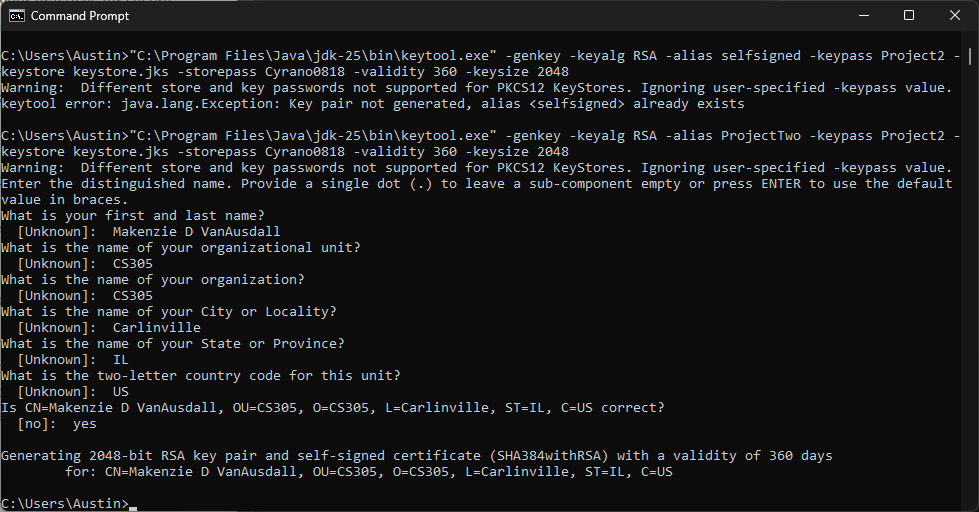 Command Prompt
C:\Users\Austin>"C:\Program Files\Java\jdk-25\bin\keytool.exe" -genkey -keyalg RSA -alias selfsigned -keypass Project2 -
keystore keystore.jks -storepass Cyrano0818 -validity 360 -keysize 2048
Warning:  Different store and key passwords not supported for PKCS12 KeyStores. Ignoring user-specified -keypass value.
keytool error: java.lang.Exception: Key pair not generated, alias <selfsigned> already exists
C:\Users\Austin>"C:\Program Files\Java\jdk-25\bin\keytool.exe" -genkey -keyalg RSA -alias ProjectTwo -keypass Project2 -
keystore keystore.jks -storepass Cyrano0818 -validity 360 -keysize 2048
Warning:  Different store and key passwords not supported for PKCS12 KeyStores. Ignoring user-specified -keypass value.
Enter the distinguished name. Provide a single dot (.) to leave a sub-component empty or press ENTER to use the default
value in braces.
What is your first and last name?
  [Unknown]:  Makenzie D VanAusdall
What is the name of your organizational unit?
  [Unknown]:  CS305
What is the name of your organization?
  [Unknown]:  CS305
What is the name of your City or Locality?
  [Unknown]:  Carlinville
What is the name of your State or Province?
  [Unknown]:  IL
What is the two-letter country code for this unit?
  [Unknown]:  US
Is CN=Makenzie D VanAusdall, OU=CS305, O=CS305, L=Carlinville, ST=IL, C=US correct?
  [no]:  yes
Generating 2048-bit RSA key pair and self-signed certificate (SHA384withRSA) with a validity of 360 days
        for: CN=Makenzie D VanAusdall, OU=CS305, O=CS305, L=Carlinville, ST=IL, C=US
C:\Users\Austin>